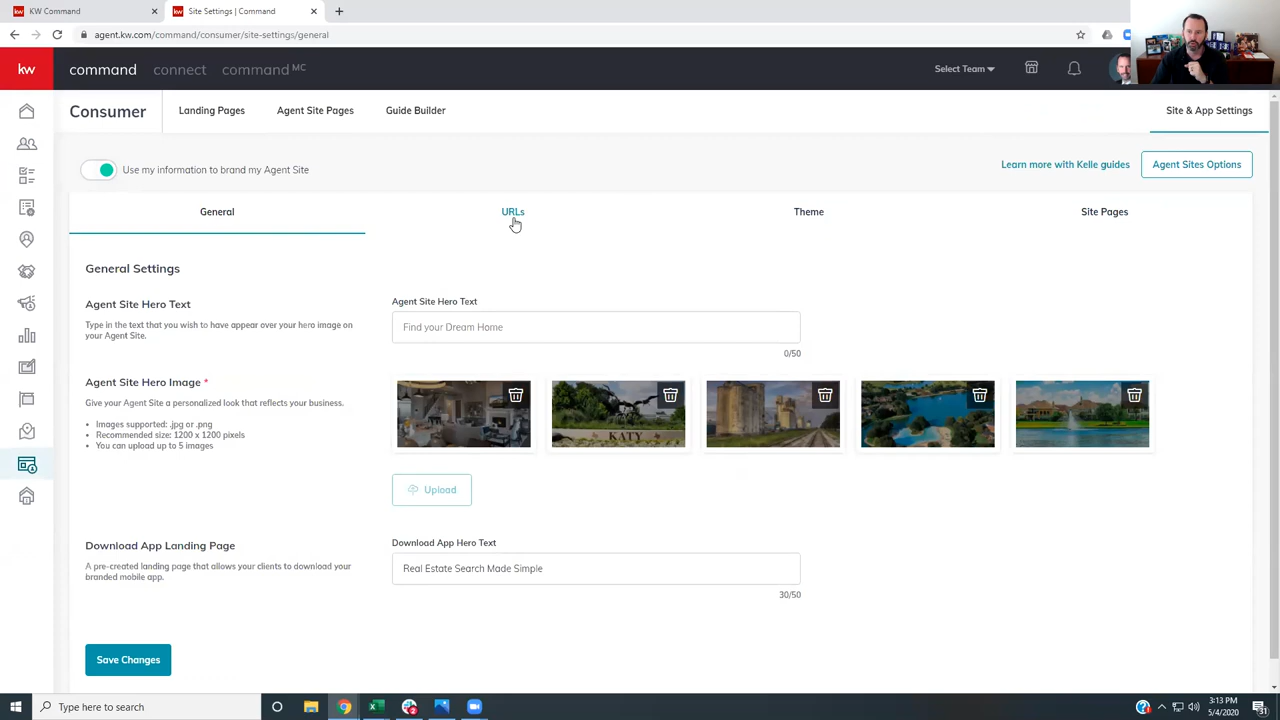 KW Command
Site Settings | Command
agent.kw.com/command/consumer/site-settings/general
kw
command
connect
command MC
Select Team
Consumer
Landing Pages
Agent Site Pages
Guide Builder
Site & App Settings
Use my information to brand my Agent Site
Learn more with Kelle guides
Agent Sites Options
General
URLs
Theme
Site Pages
General Settings
Agent Site Hero Text
Type in the text that you wish to have appear over your hero image on
your Agent Site.
Agent Site Hero Text
Find your Dream Home
0/50
Agent Site Hero Image *
Give your Agent Site a personalized look that reflects your business.
Images supported: .jpg or .png
Recommended size: 1200 x 1200 pixels
You can upload up to 5 images
KATY
Upload
Download App Landing Page
A pre-created landing page that allows your clients to download your
branded mobile app.
Download App Hero Text
Real Estate Search Made Simple
30/50
Save Changes
Type here to search
3:13 PM
5/4/2020